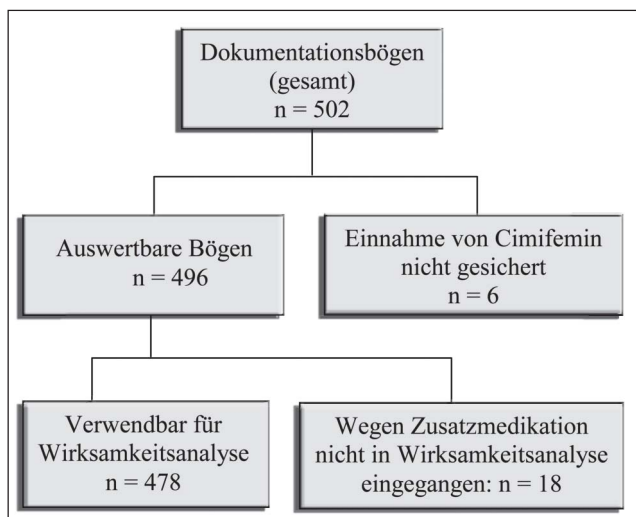 Dokumentationsbögen
(gesamt)
n = 502
Auswertbare Bögen
n = 496
Einnahme von Cimifemin
nicht gesichert
n = 6
Verwendbar für
Wirksamkeitsanalyse
n = 478
Wegen Zusatzmedikation
nicht in Wirksamkeitsanalyse
eingegangen: n = 18